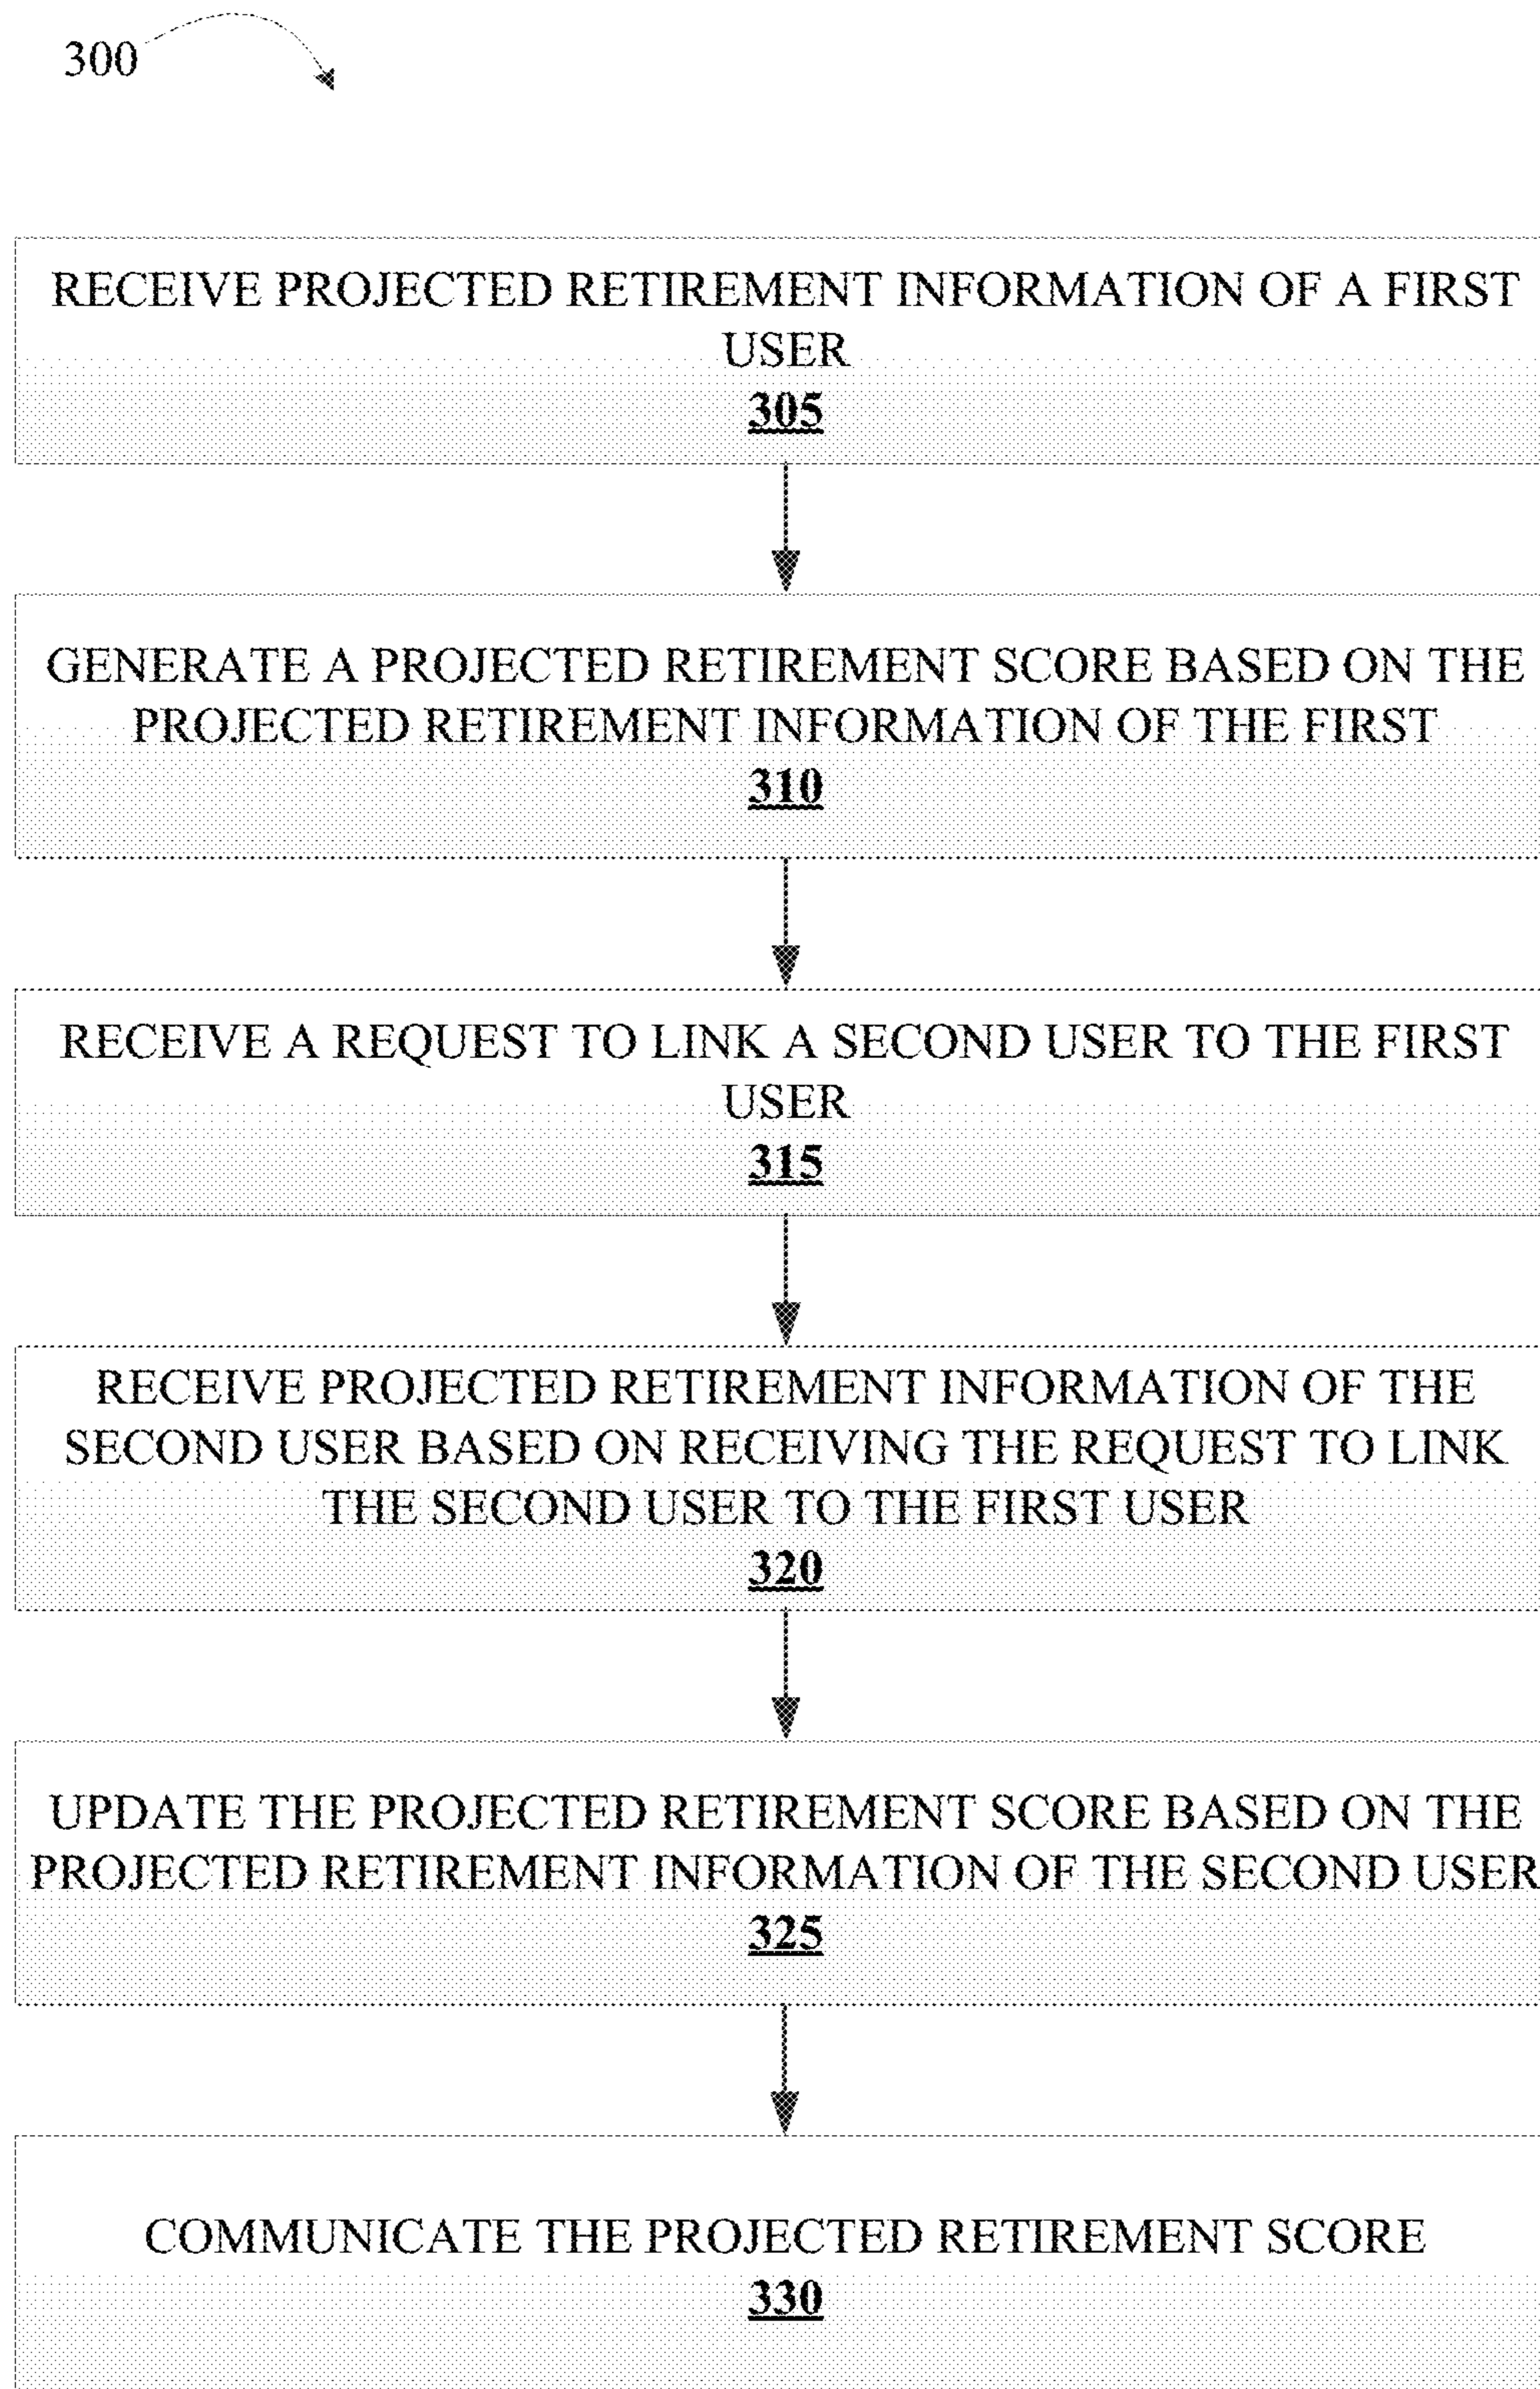 300
RECEIVE PROJECTED RETIREMENT INFORMATION OF A FIRST
USER
305
GENERATE A PROJECTED RETIREMENT SCORE BASED ON THE
PROJECTED RETIREMENT INFORMATION OF THE FIRST
310
RECEIVE A REQUEST TO LINK A SECOND USER TO THE FIRST
USER
315
RECEIVE PROJECTED RETIREMENT INFORMATION OF THE
SECOND USER BASED ON RECEIVING THE REQUEST TO LINK
THE SECOND USER TO THE FIRST USER
320
UPDATE THE PROJECTED RETIREMENT SCORE BASED ON THE
PROJECTED RETIREMENT INFORMATION OF THE SECOND USER
325
COMMUNICATE THE PROJECTED RETIREMENT SCORE
330